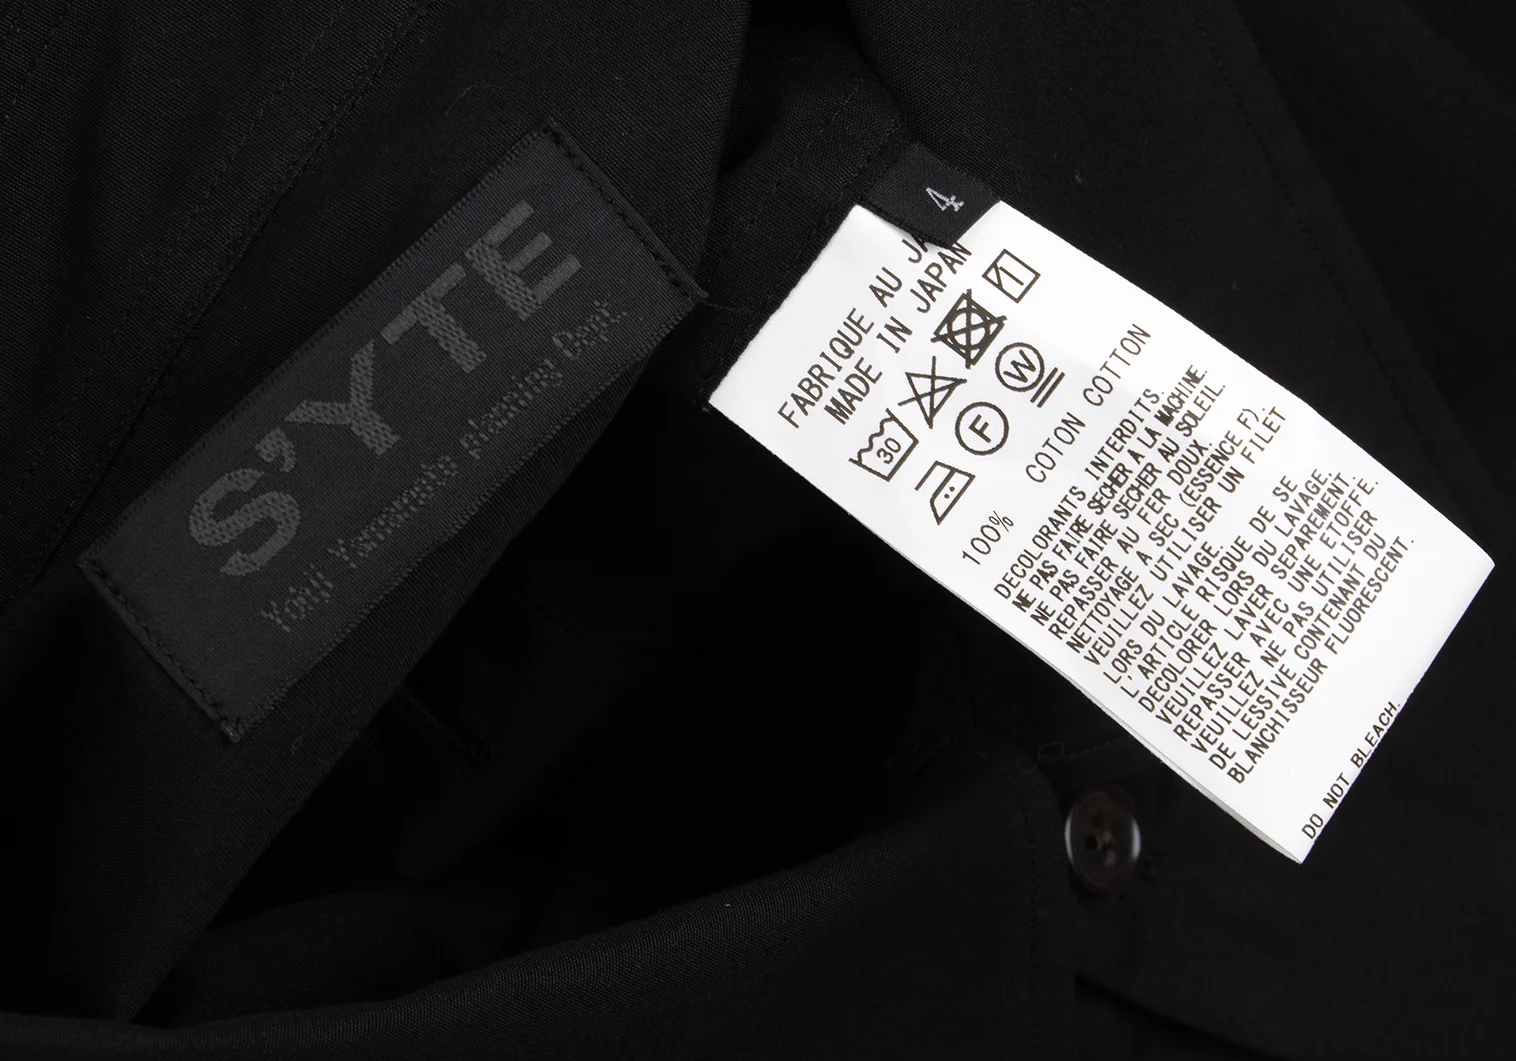 S'YTE
Yohji Yamamoto planning Dept.
4
FABRIQUE AU
MADE IN JAPAN
30
W
F
100% COTON COTTON
DECOLORANTS INTERDITS.
NE PAS FAIRE SECHER A LA MACHINE.
NE PAS FAIRE SECHER AU SOLEIL.
REPASSER AU FER DOUX.
NETTOYAGE A SEC (ESSENCE F).
VEUILLEZ UTILISER UN FILET
LORS DU LAVAGE.
L'ARTICLE RISQUE DE SE
DECOLORER LORS DU LAVAGE.
VEUILLEZ LAVER SEPAREMENT.
REPASSER AVEC UNE ETOFFE.
VEUILLEZ NE PAS UTILISER
DE LESSIVE CONTENANT DU
BLANCHISSEUR FLUORESCENT.
DO NOT BLEACH.